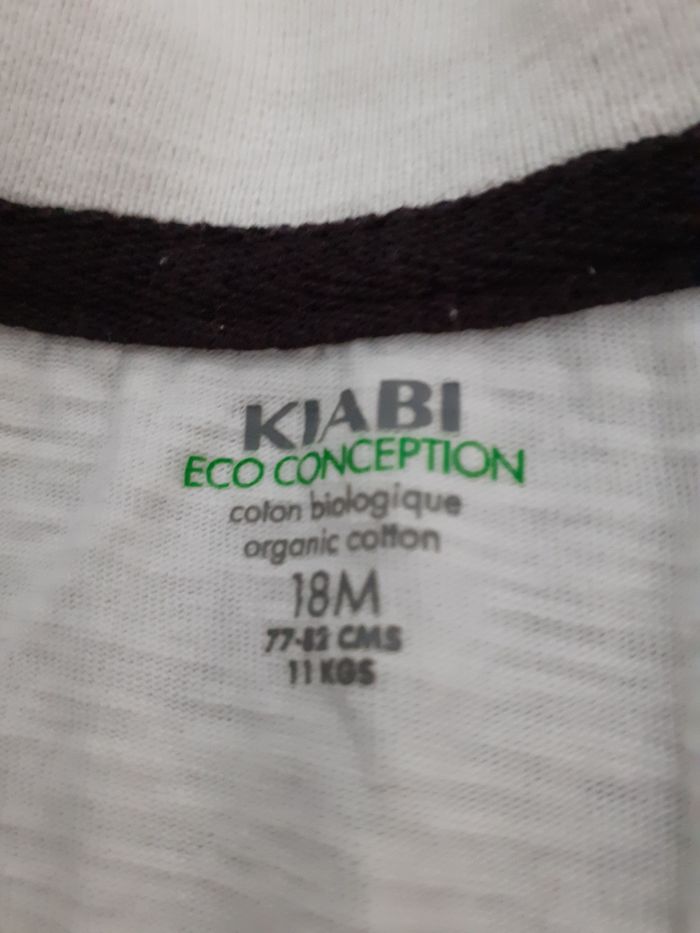 KIABI
ECO CONCEPTION
coton biologique
organic cotton
18M
77-82 CMS
11 KGS